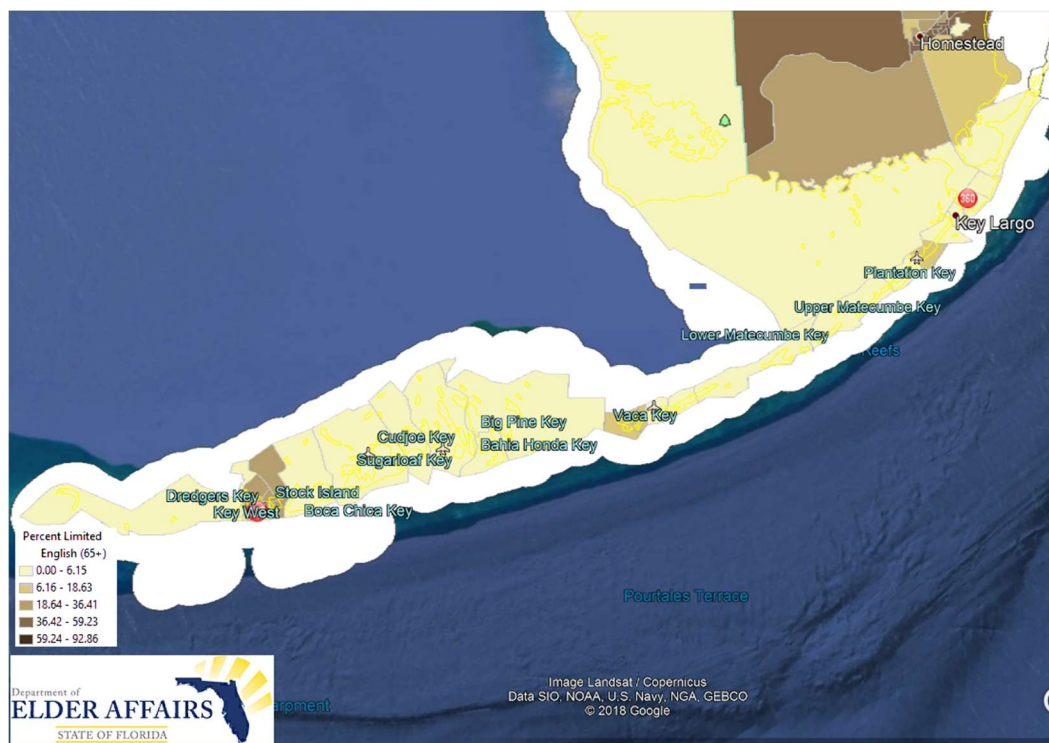 Homestead
360
Key Largo
Plantation Key
Upper Matecumbe Key
Lower Matecumbe Key
Reefs
Vaca Key
Big Pine Key
Cudjoe Key
Bahia Honda Key
Sugarloaf Key
Stock Island
Dredgers Key
Key West
Boca Chica Key
Percent Limited
English (65+)
0.00 - 6.15
6.16 - 18.63
18.64 - 36.41
36.42 - 59.23
59.24 - 92.86
Pourtales Terrace
Department of
ELDER AFFAIRS
STATE OF FLORIDA
Image Landsat / Copernicus
Data SIO, NOAA, U.S. Navy, NGA, GEBCO
© 2018 Google